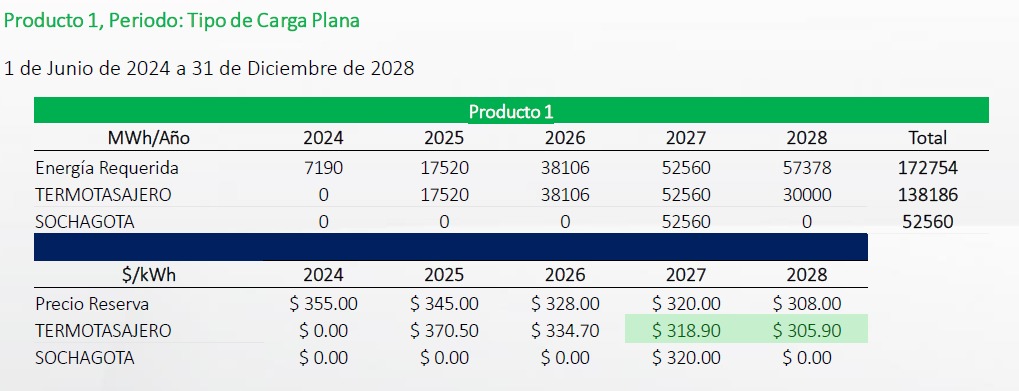 Producto 1, Periodo: Tipo de Carga Plana
1 de Junio de 2024 a 31 de Diciembre de 2028
Producto 1
MWh/Año 2024 2025 2026 2027 2028 Total
Energía Requerida 7190 17520 38106 52560 57378 172754
TERMOTASAJERO 0 17520 38106 52560 30000 138186
SOCHAGOTA 0 0 0 52560 0 52560
$/kWh 2024 2025 2026 2027 2028
Precio Reserva $ 355.00 $ 345.00 $ 328.00 $ 320.00 $ 308.00
TERMOTASAJERO $ 0.00 $ 370.50 $ 334.70 $ 318.90 $ 305.90
SOCHAGOTA $ 0.00 $ 0.00 $ 0.00 $ 320.00 $ 0.00